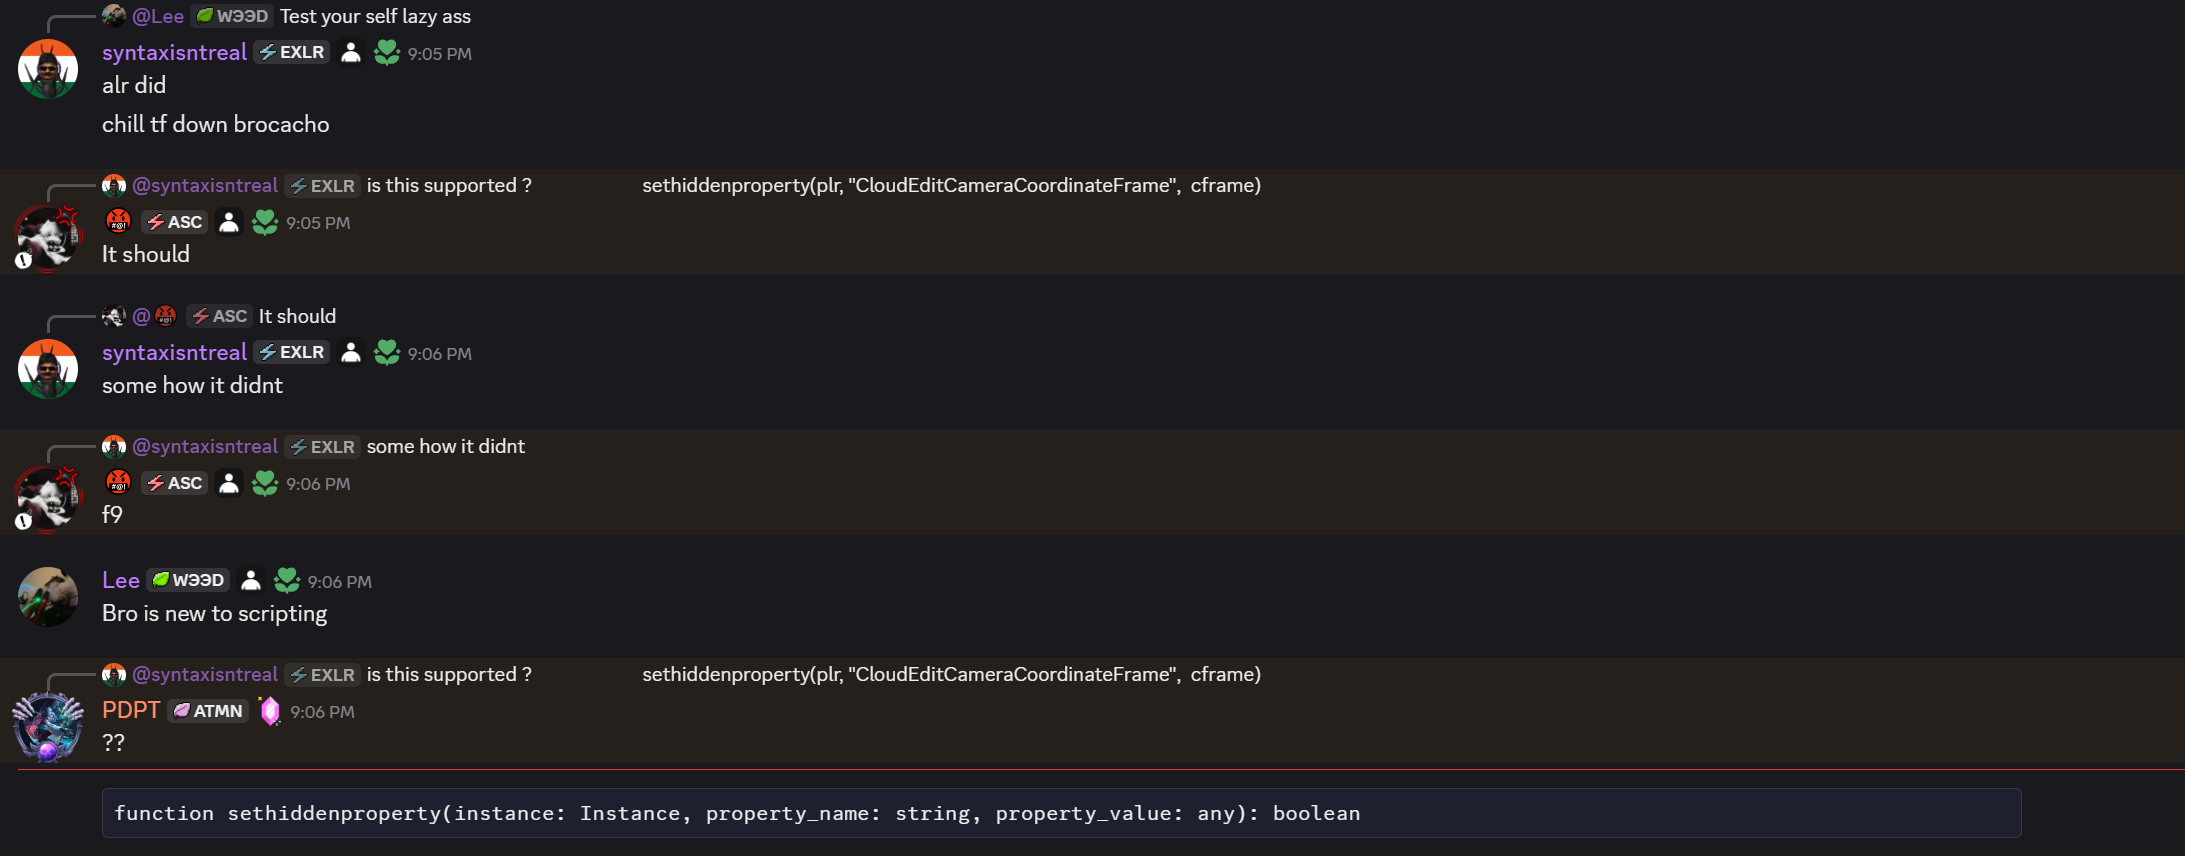 @Lee WЭЭD Test your self lazy ass
syntaxisntreal EXLR 9:05 PM
alr did
chill tf down brocacho
@syntaxisntreal EXLR is this supported ? sethiddenproperty(plr, "CloudEditCameraCoordinateFrame", cframe)
ASC 9:05 PM
It should
@ ASC It should
syntaxisntreal EXLR 9:06 PM
some how it didnt
@syntaxisntreal EXLR some how it didnt
ASC 9:06 PM
f9
Lee WЭЭD 9:06 PM
Bro is new to scripting
@syntaxisntreal EXLR is this supported ? sethiddenproperty(plr, "CloudEditCameraCoordinateFrame", cframe)
PDPT ATMN 9:06 PM
??
function sethiddenproperty(instance: Instance, property_name: string, property_value: any): boolean